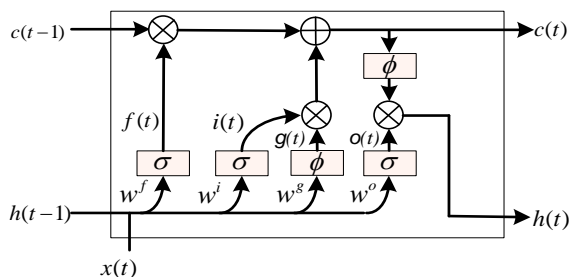 c(t−1)
c(t)
ϕ
f(t)
i(t)
g(t)
o(t)
σ
σ
ϕ
σ
w^f
w^i
w^g
w^o
h(t−1)
h(t)
x(t)